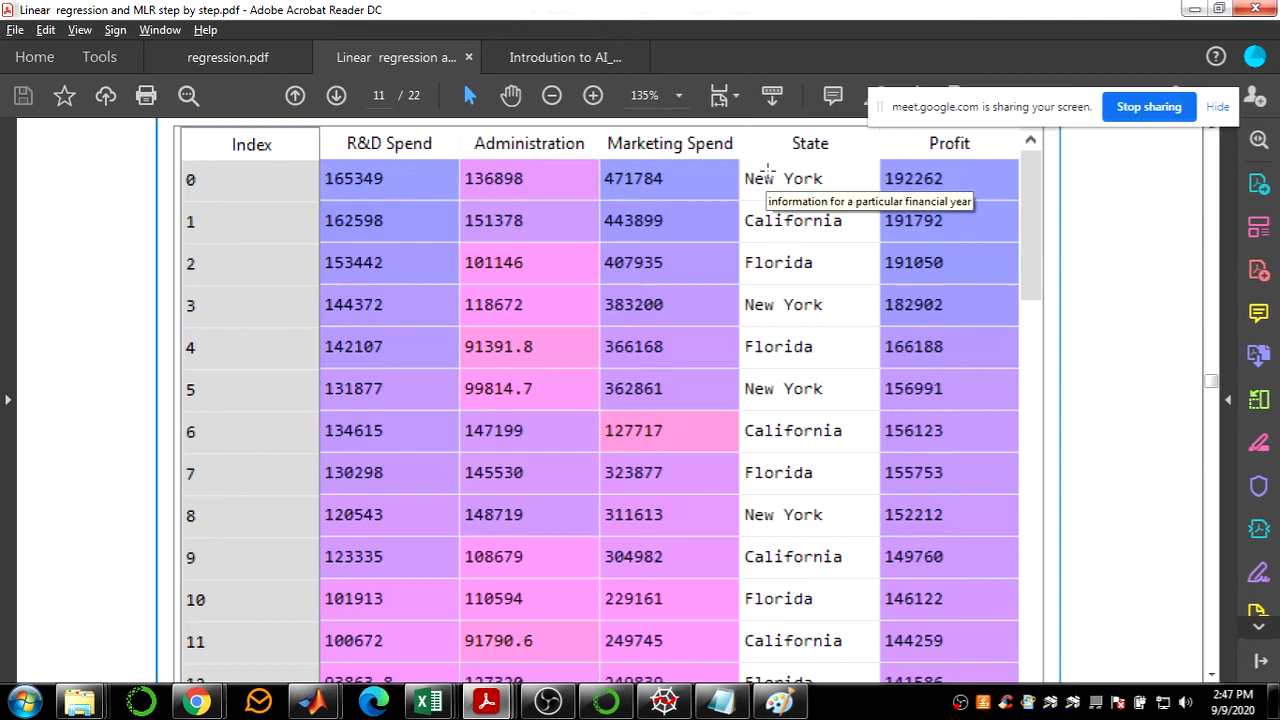 Linear regression and MLR step by step.pdf - Adobe Acrobat Reader DC
File Edit View Sign Window Help
Home Tools regression.pdf Linear regression a... × Introdution to AI_...
11 / 22 135%
meet.google.com is sharing your screen. Stop sharing Hide
Index R&D Spend Administration Marketing Spend State Profit
0 165349 136898 471784 New York 192262
information for a particular financial year
1 162598 151378 443899 California 191792
2 153442 101146 407935 Florida 191050
3 144372 118672 383200 New York 182902
4 142107 91391.8 366168 Florida 166188
5 131877 99814.7 362861 New York 156991
6 134615 147199 127717 California 156123
7 130298 145530 323877 Florida 155753
8 120543 148719 311613 New York 152212
9 123335 108679 304982 California 149760
10 101913 110594 229161 Florida 146122
11 100672 91790.6 249745 California 144259
2:47 PM
9/9/2020